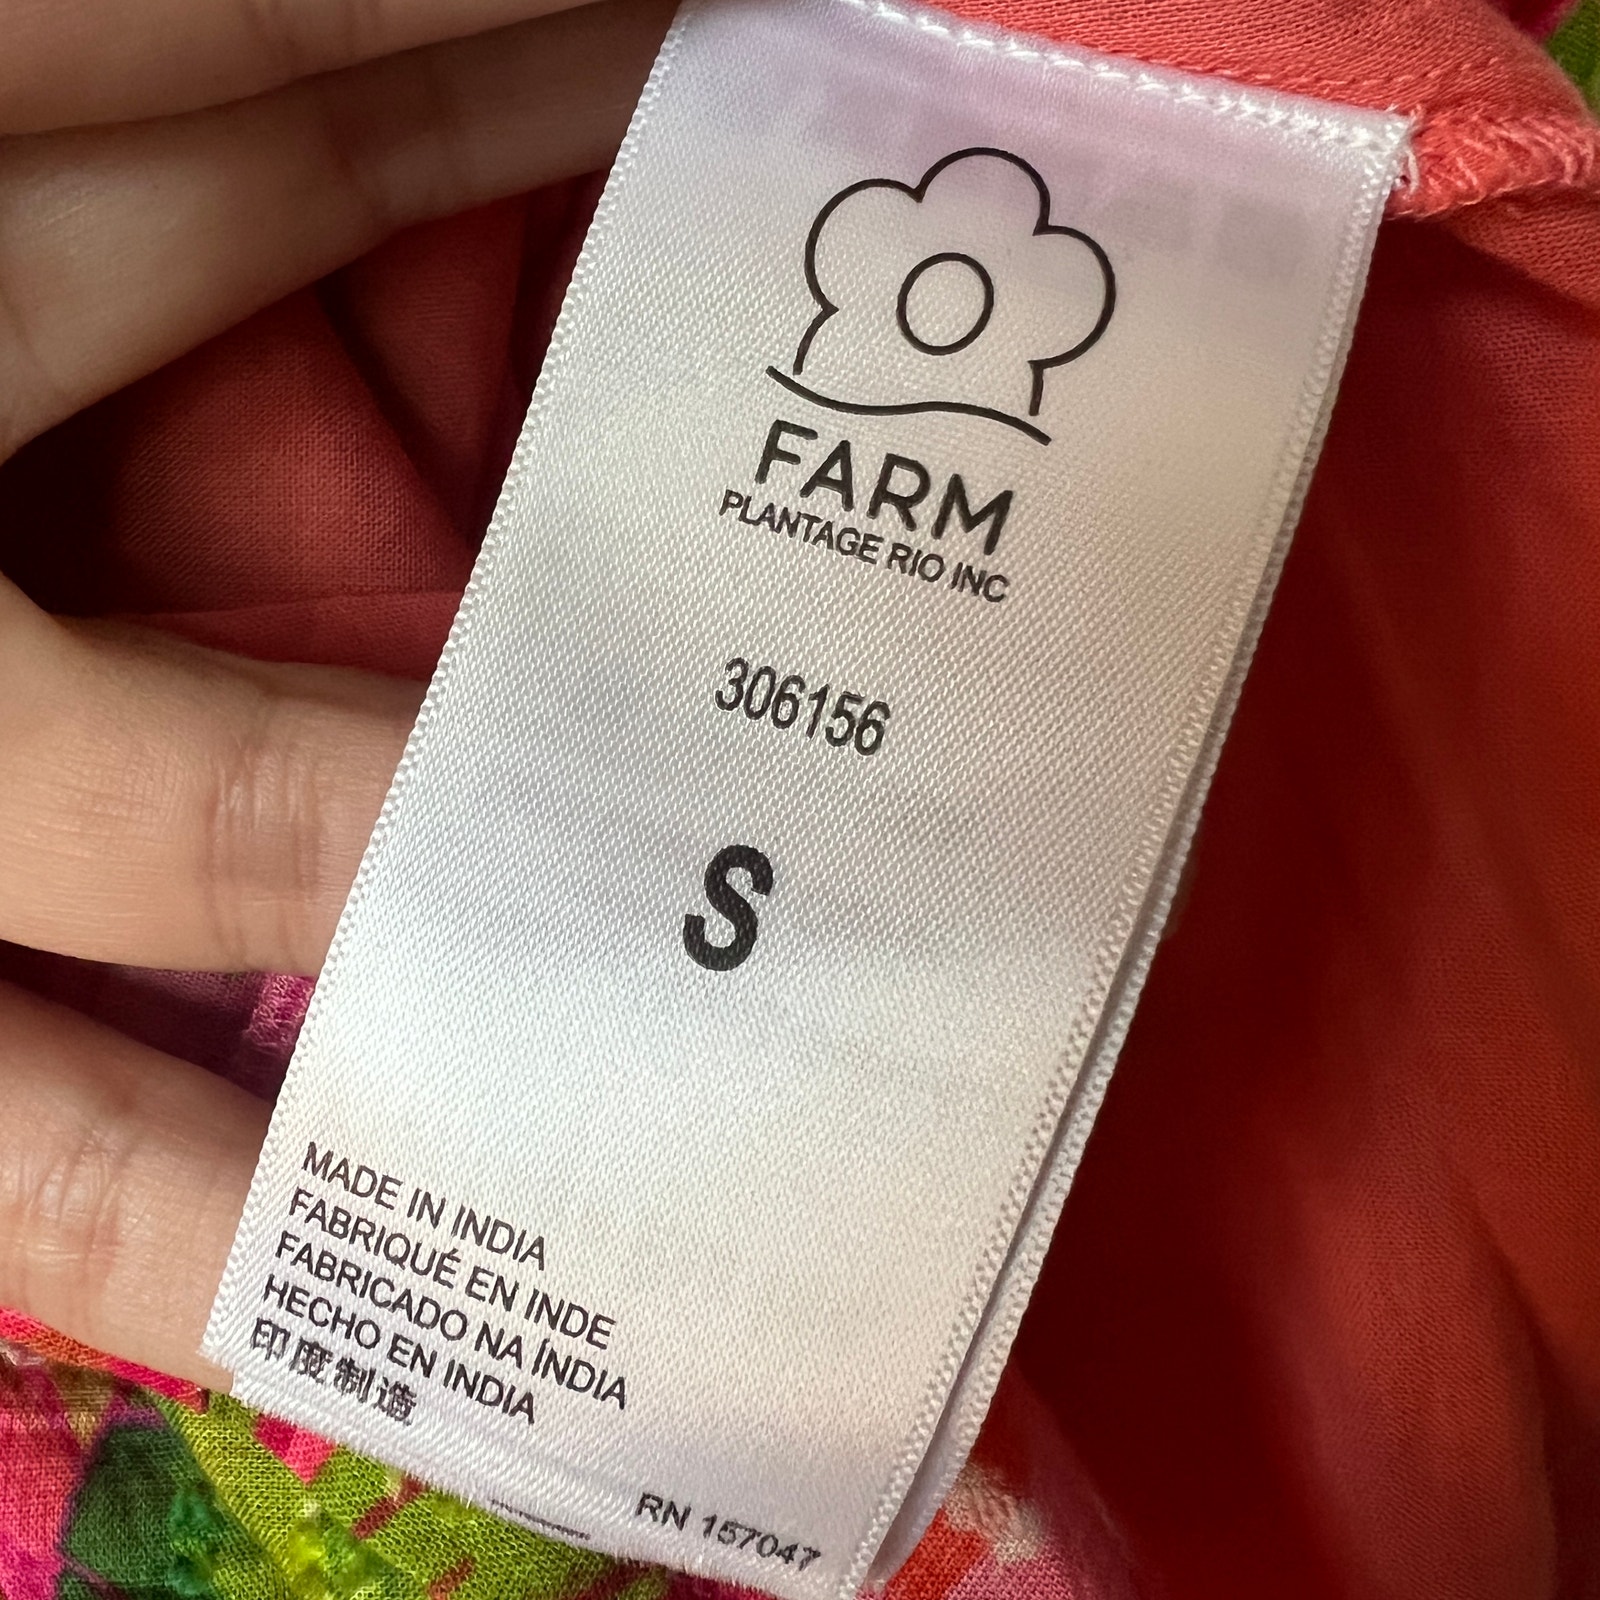 FARM
PLANTAGE RIO INC
306156
S
MADE IN INDIA
FABRIQUÉ EN INDE
FABRICADO NA ÍNDIA
HECHO EN INDIA
印度制造
RN 157047